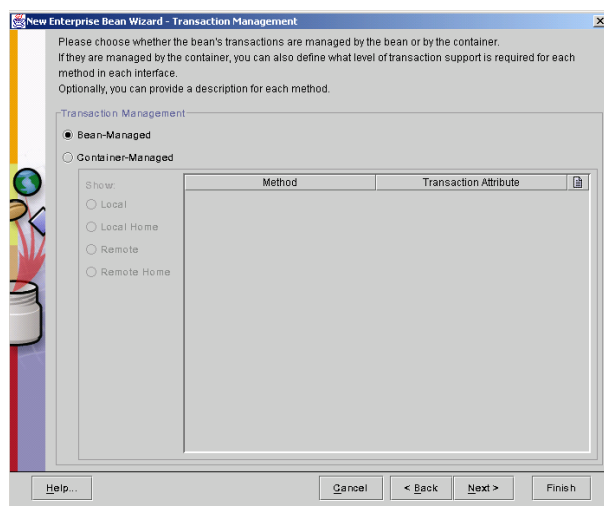 New Enterprise Bean Wizard - Transaction Management
Please choose whether the bean's transactions are managed by the bean or by the container.
If they are managed by the container, you can also define what level of transaction support is required for each
method in each interface.
Optionally, you can provide a description for each method.
Transaction Management
Bean-Managed
Container-Managed
Show:
Method Transaction Attribute
Local
Local Home
Remote
Remote Home
Help... Cancel < Back Next > Finish